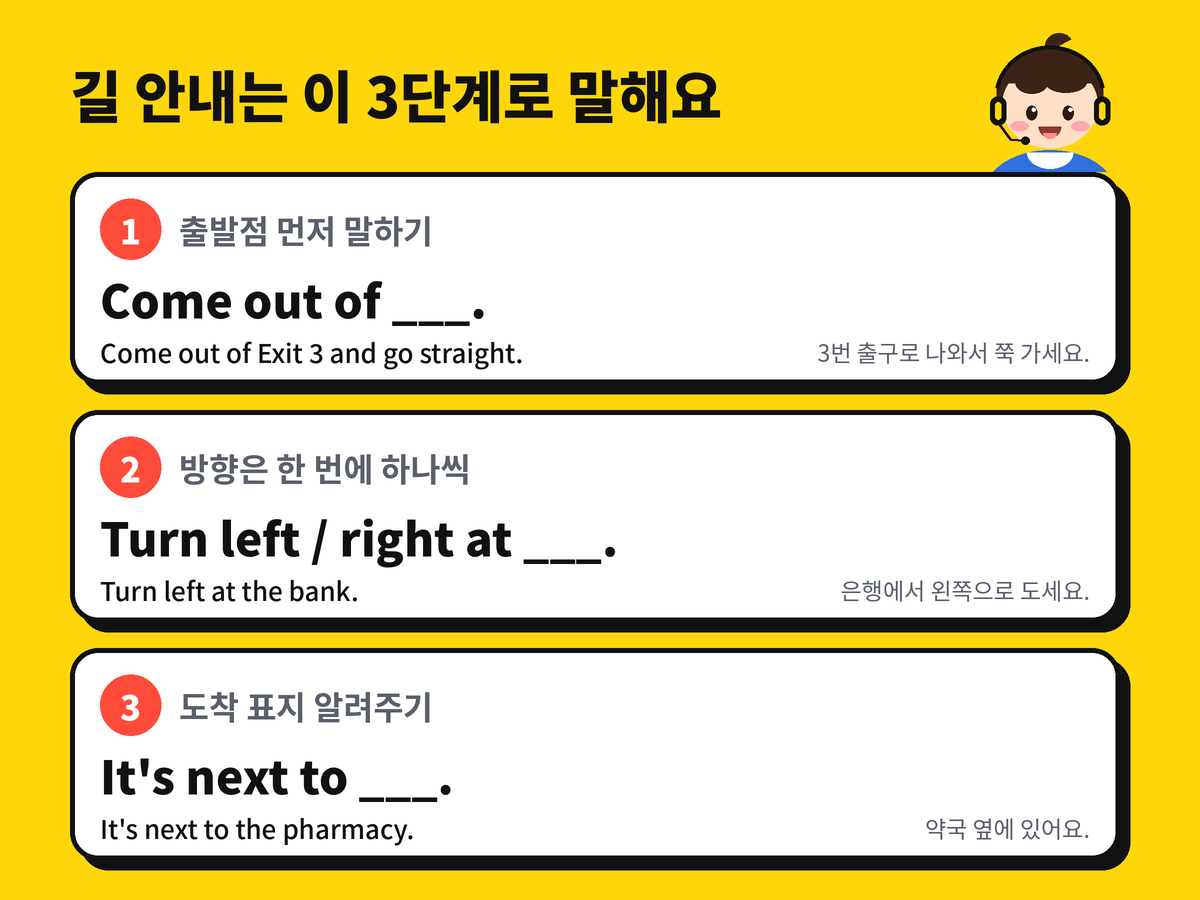 길 안내는 이 3단계로 말해요
1 출발점 먼저 말하기
Come out of ___.
Come out of Exit 3 and go straight.
3번 출구로 나와서 쭉 가세요.
2 방향은 한 번에 하나씩
Turn left / right at ___.
Turn left at the bank.
은행에서 왼쪽으로 도세요.
3 도착 표지 알려주기
It's next to ___.
It's next to the pharmacy.
약국 옆에 있어요.